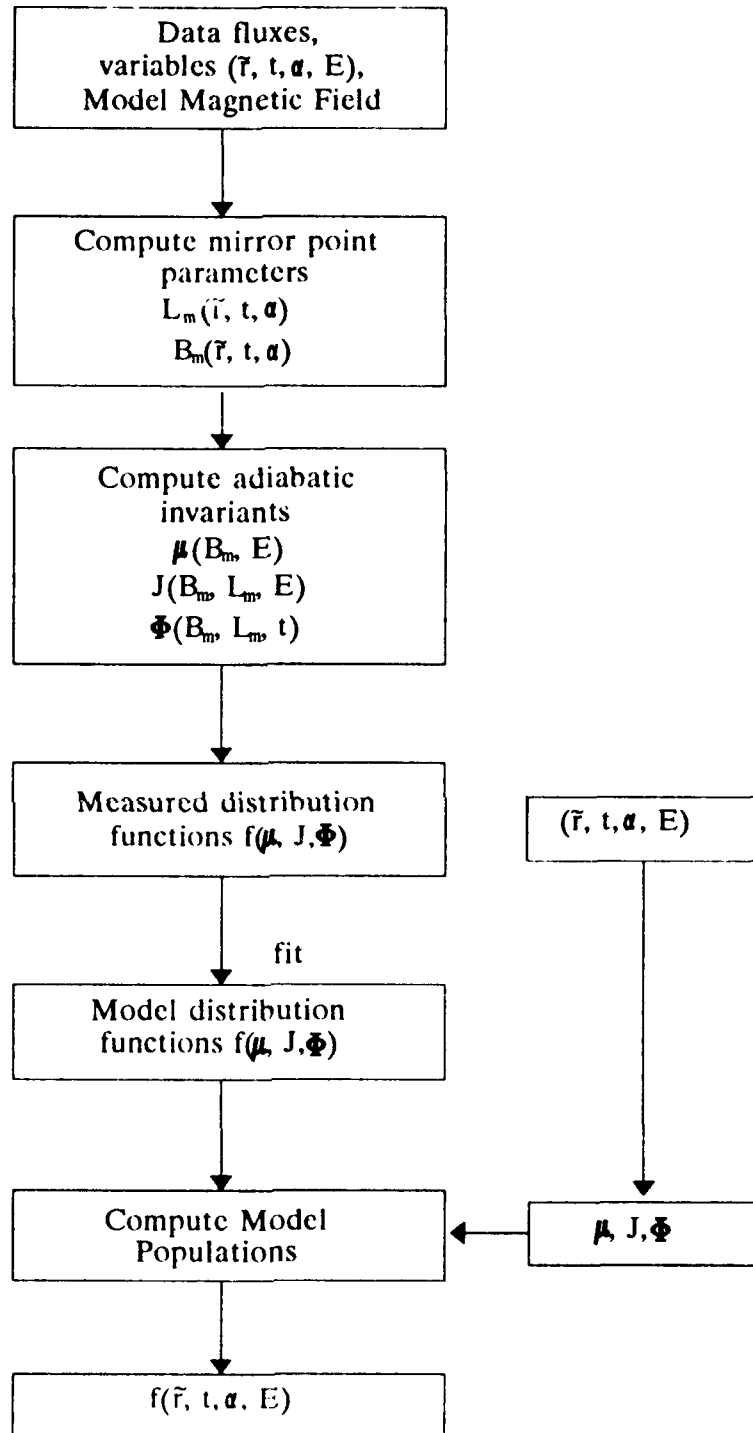 Data fluxes,
variables (r̃, t, α, E),
Model Magnetic Field
Compute mirror point
parameters
Lₘ(r̃, t, α)
Bₘ(r̃, t, α)
Compute adiabatic
invariants
μ(Bₘ, E)
J(Bₘ, Lₘ, E)
Φ(Bₘ, Lₘ, t)
Measured distribution
functions f(μ, J,Φ)
(r̃, t,α, E)
fit
Model distribution
functions f(μ, J,Φ)
Compute Model
Populations
μ, J,Φ
f(r̃, t,α, E)